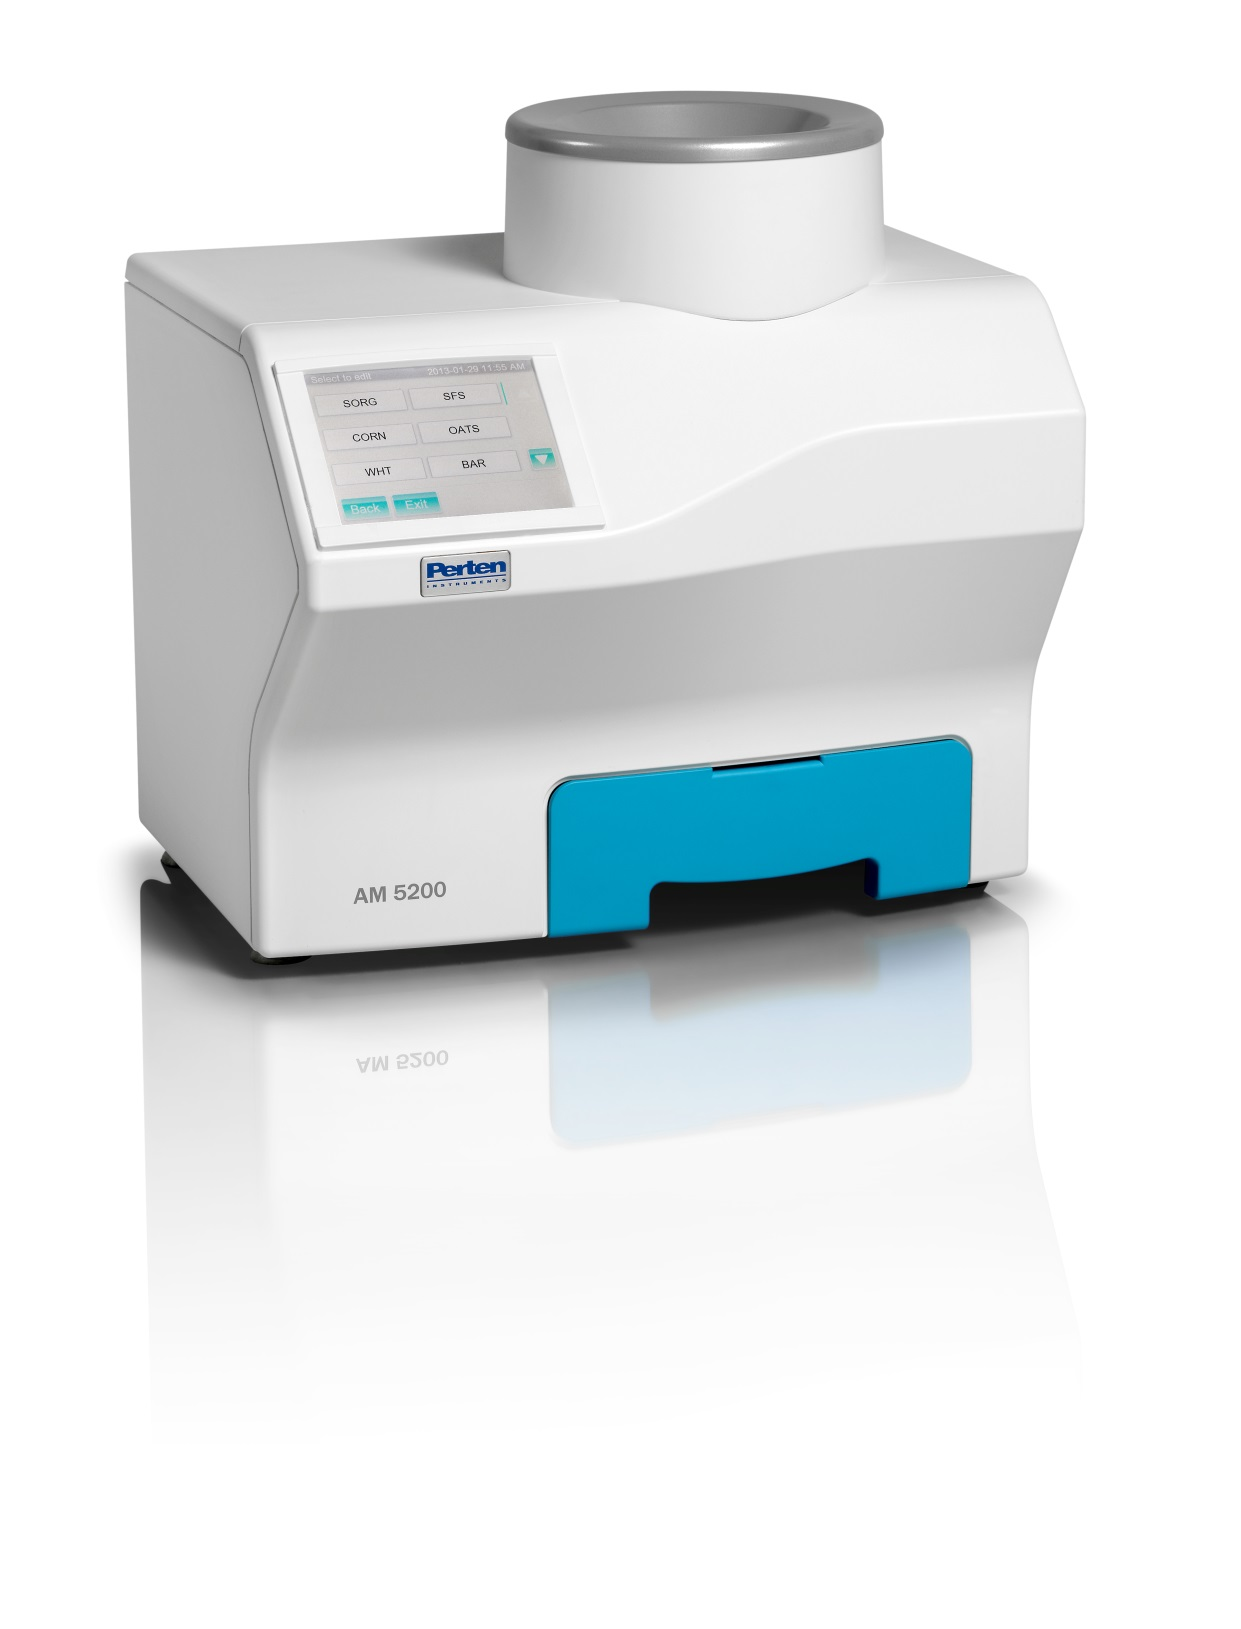 Select to edit 2013-01-29 11:55 AM
SORG SFS
CORN OATS
WHT BAR
Back Exit
Perten
INSTRUMENTS
AM 5200
AM 5200